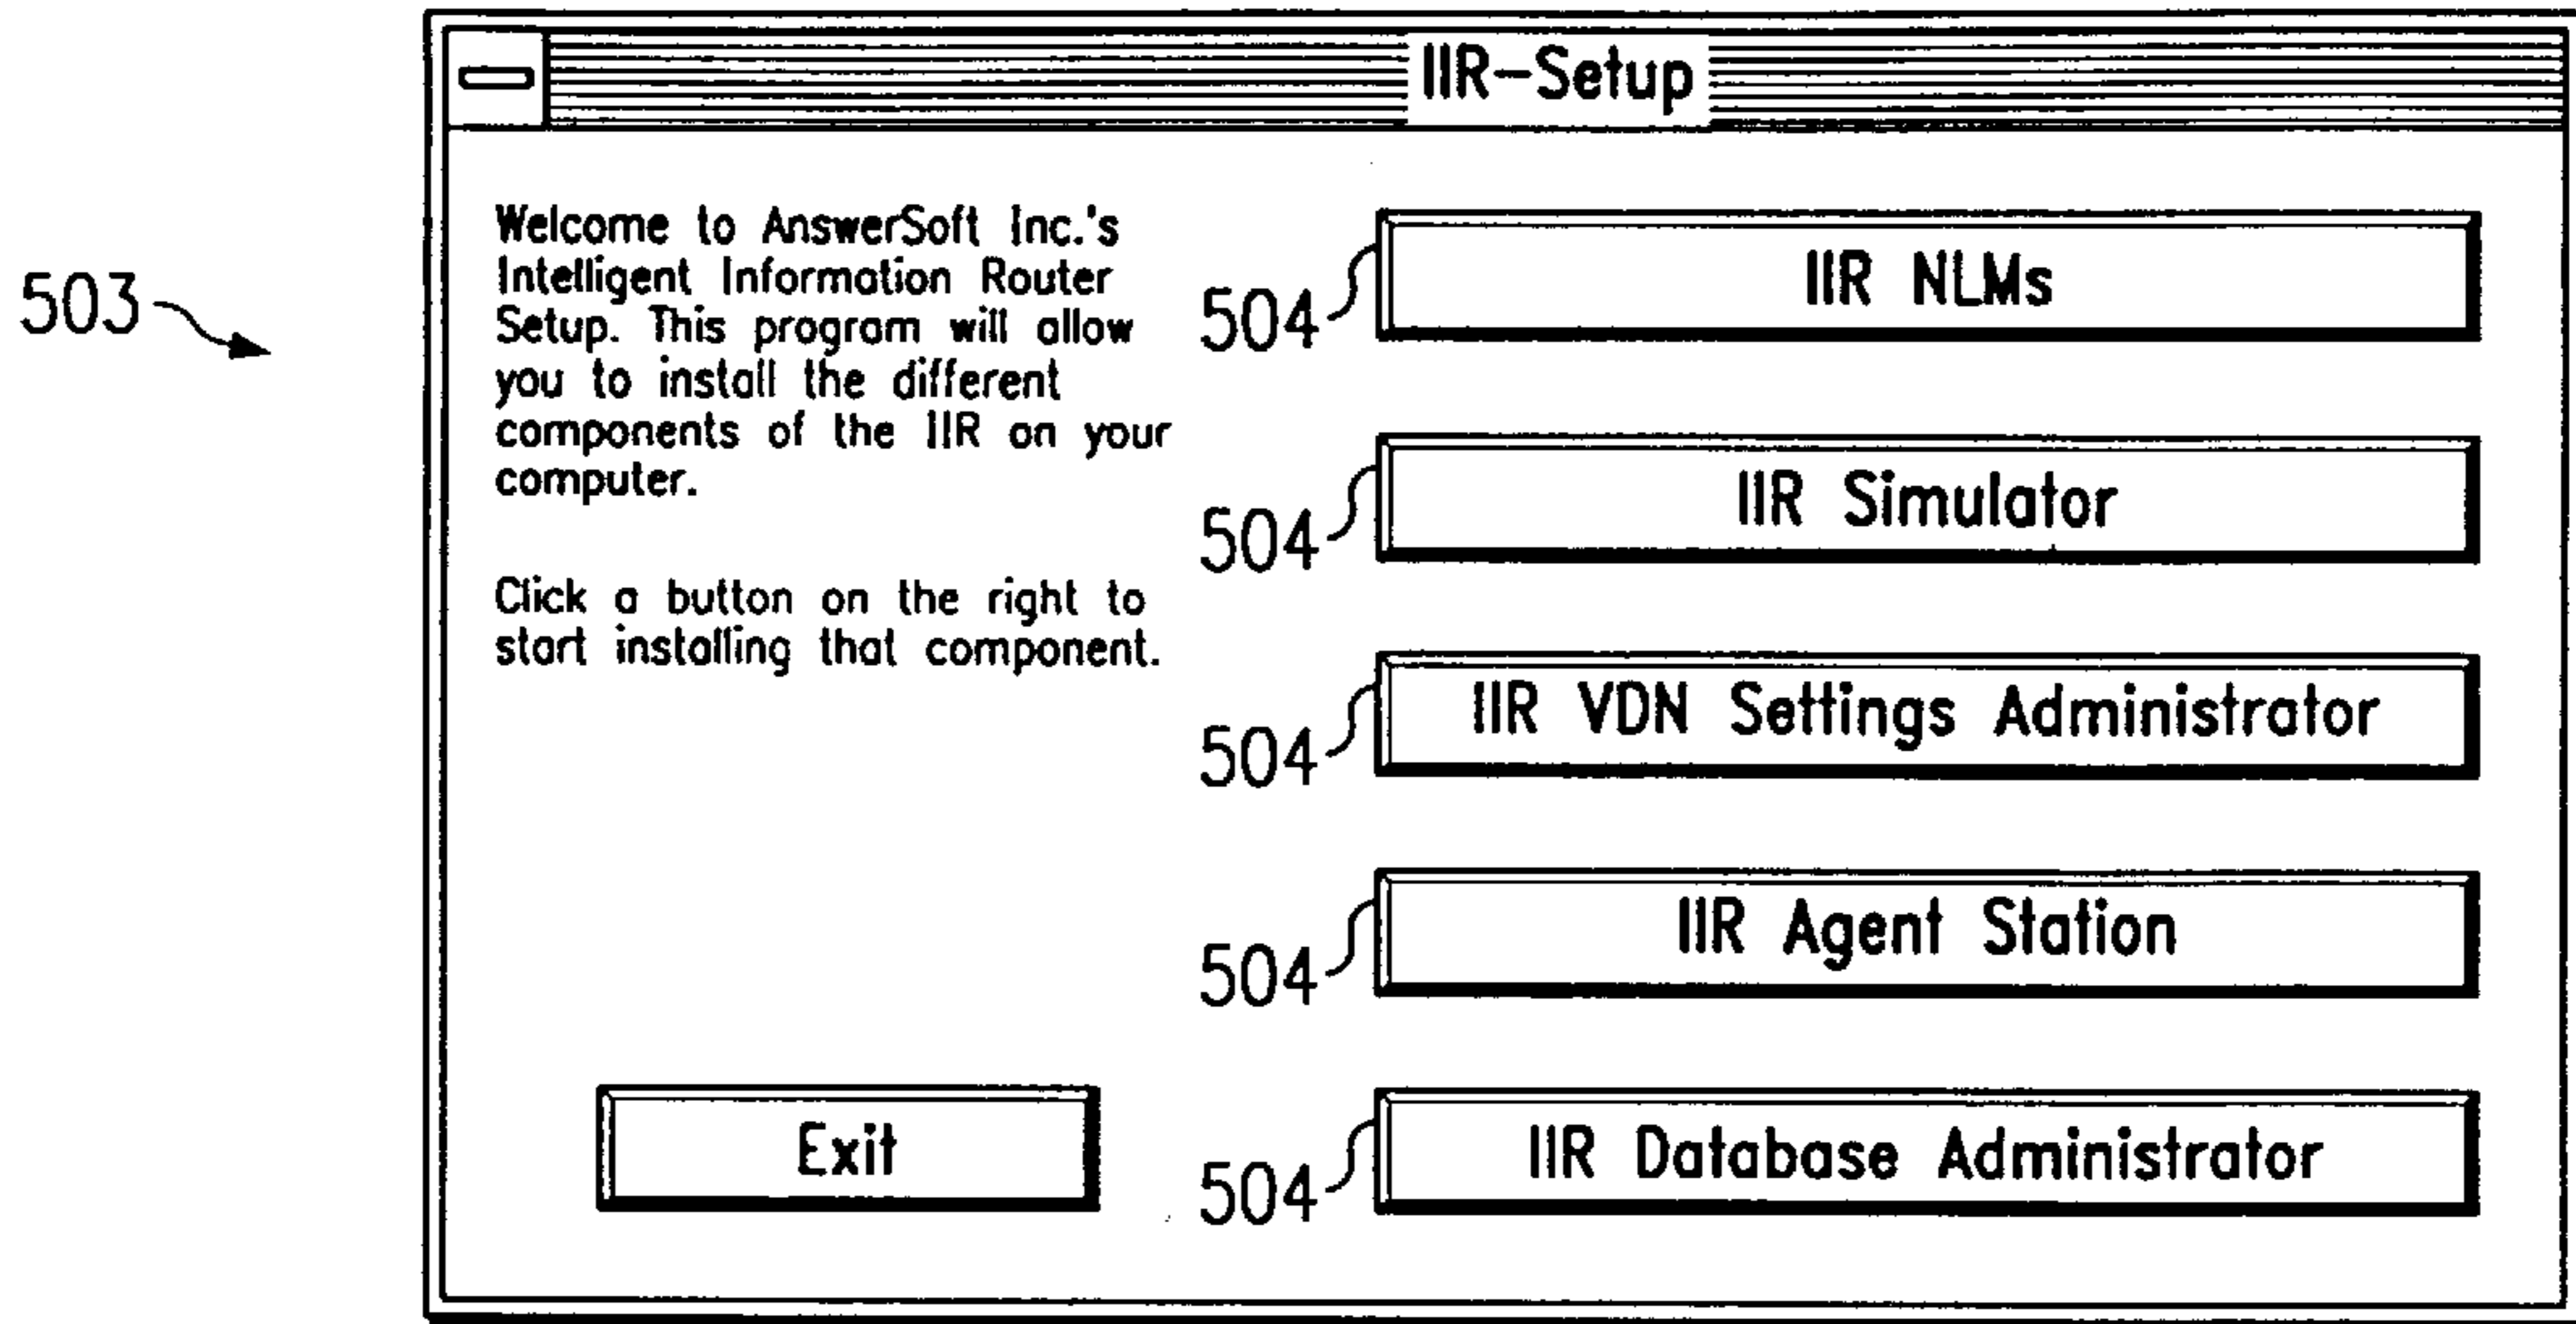 IIR-Setup
503
Welcome to AnswerSoft Inc.'s
Intelligent Information Router
Setup. This program will allow
you to install the different
components of the IIR on your
computer.
Click a button on the right to
start installing that component.
Exit
504
IIR NLMs
504
IIR Simulator
504
IIR VDN Settings Administrator
504
IIR Agent Station
504
IIR Database Administrator